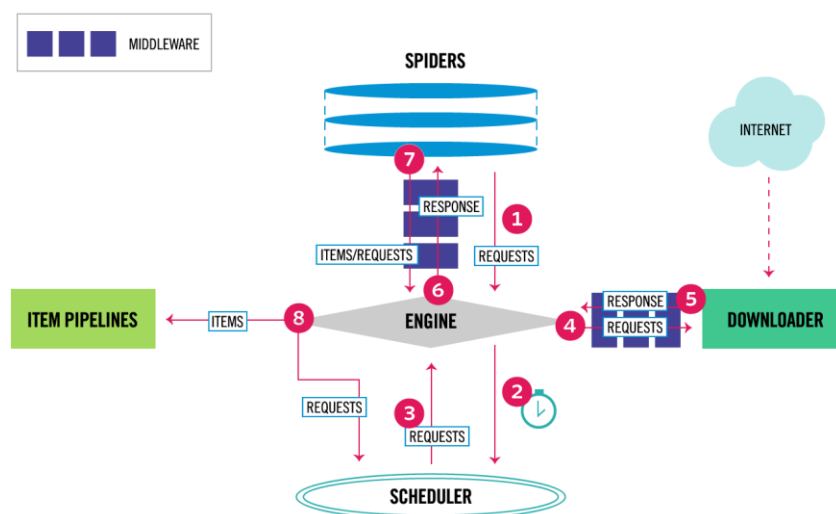 MIDDLEWARE
SPIDERS
INTERNET
7
RESPONSE
1
ITEMS/REQUESTS
REQUESTS
6
5
RESPONSE
ITEM PIPELINES
ITEMS
8
ENGINE
4
REQUESTS
DOWNLOADER
2
REQUESTS
3
REQUESTS
SCHEDULER